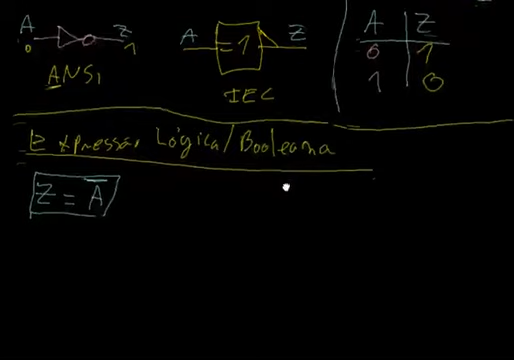 A Z
0 1
ANSI
A =1 Z
IEC
A Z
0 1
1 0
Expressão Lógica/Booleana
Z = A̅